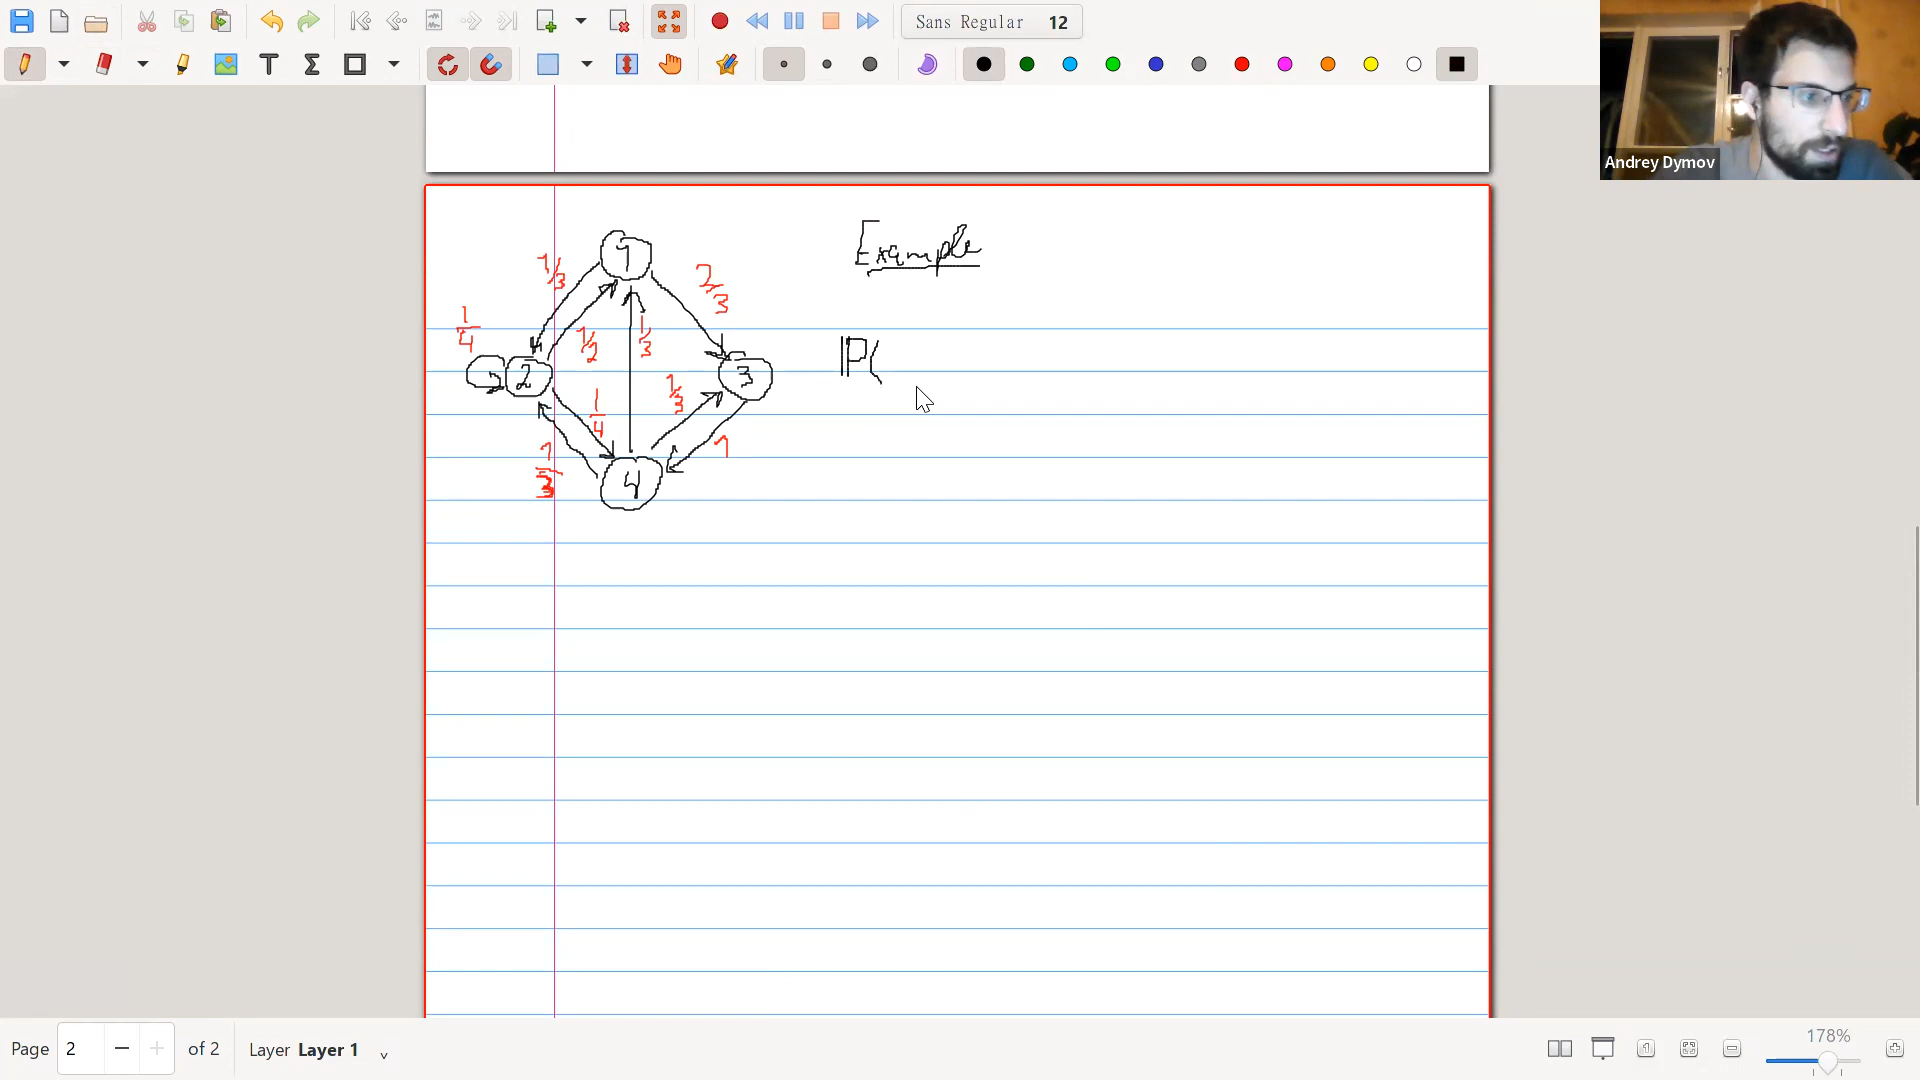 Sans Regular 12
Andrey Dymov
Example
1
1/3
2/3
1/4
1/2
1/3
IP(
2
3
1/3
1/4
1
1/3
4
Page 2 of 2 Layer Layer 1
178%